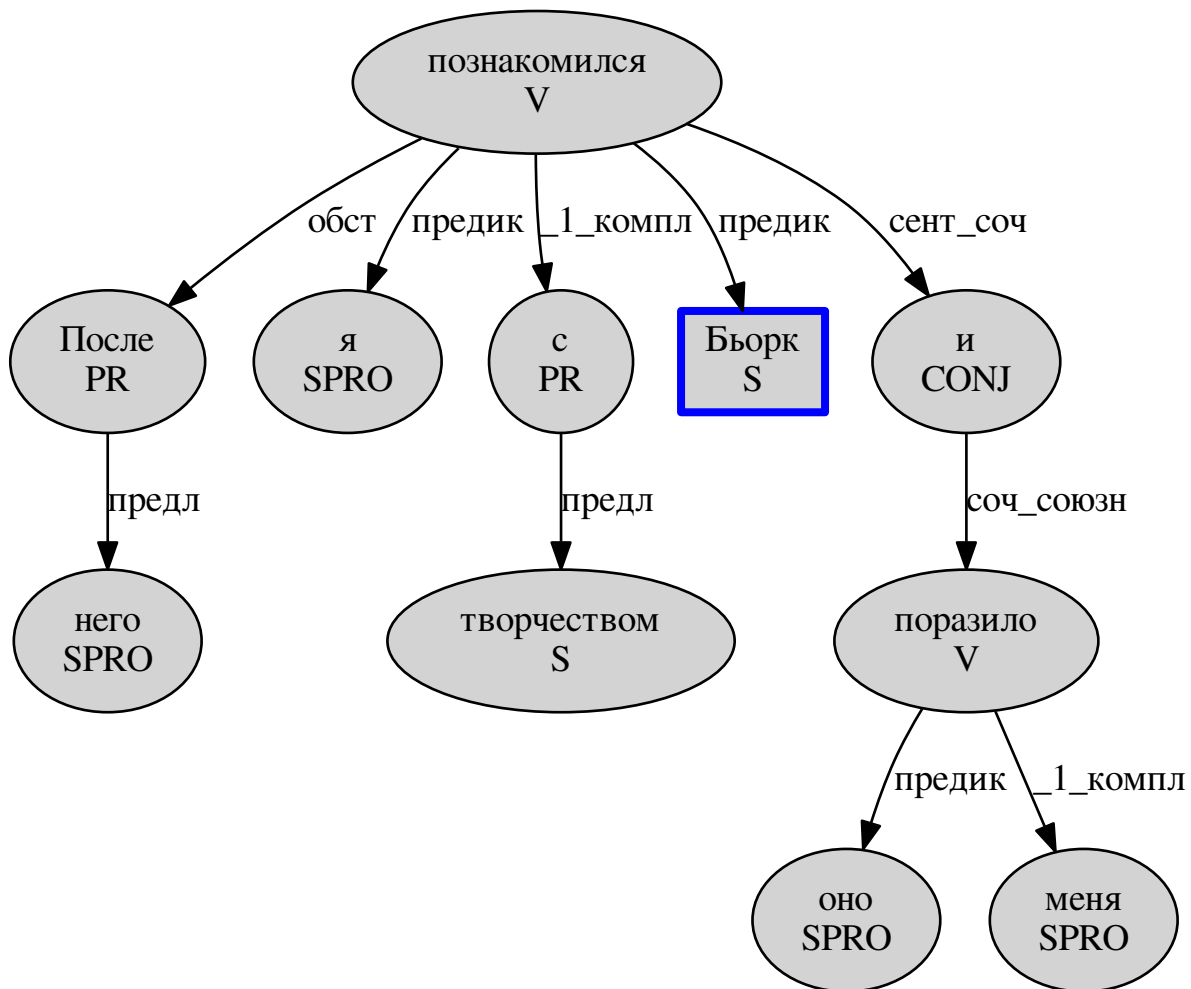 познакомился
V
обст
предик
_1_компл
предик
сент_соч
После
PR
я
SPRO
с
PR
Бьорк
S
и
CONJ
предл
предл
соч_союзн
него
SPRO
творчеством
S
поразило
V
предик
_1_компл
оно
SPRO
меня
SPRO